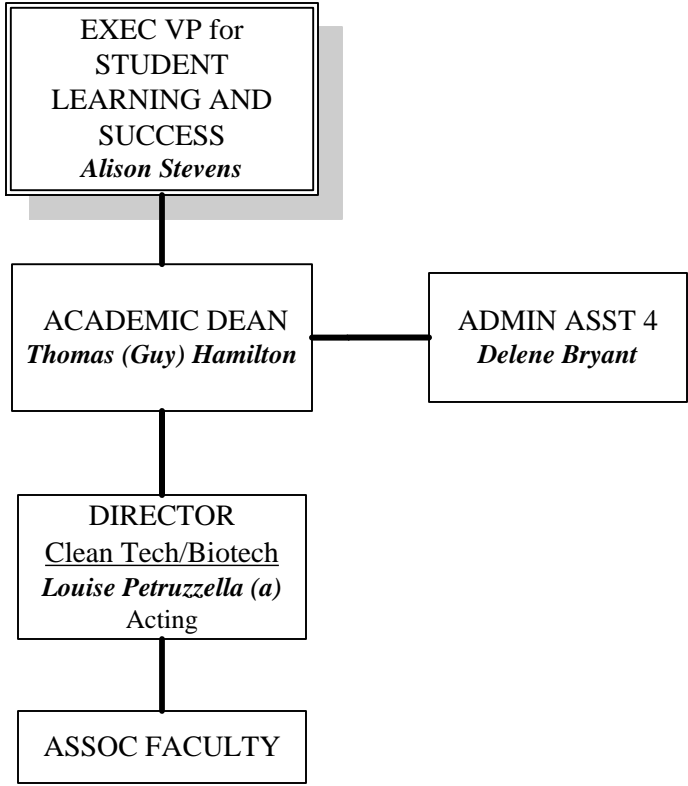 EXEC VP for
STUDENT
LEARNING AND
SUCCESS
Alison Stevens
ACADEMIC DEAN
Thomas (Guy) Hamilton
ADMIN ASST 4
Delene Bryant
DIRECTOR
Clean Tech/Biotech
Louise Petruzzella (a)
Acting
ASSOC FACULTY